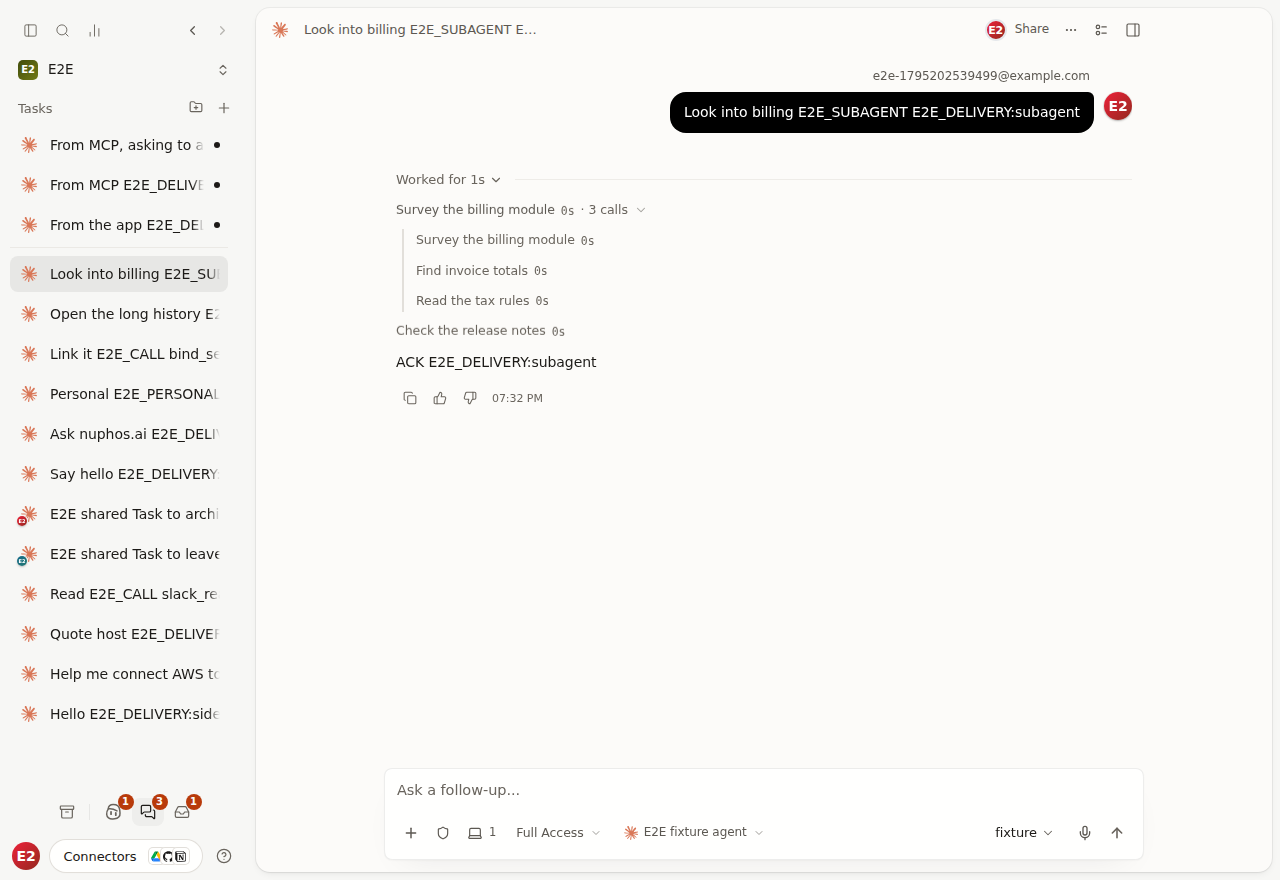 E2 E2E
Tasks
From MCP, asking to a
From MCP E2E_DELIVE
From the app E2E_DEL
Look into billing E2E_SU
Open the long history E2
Link it E2E_CALL bind_se
Personal E2E_PERSONAL
Ask nuphos.ai E2E_DELIV
Say hello E2E_DELIVERY:
E2E shared Task to archi
E2
E2E shared Task to leave
E2
Read E2E_CALL slack_re
Quote host E2E_DELIVER
Help me connect AWS to
Hello E2E_DELIVERY:side
1 3 1
E2 Connectors
Look into billing E2E_SUBAGENT E...
E2 Share
e2e-1795202539499@example.com
Look into billing E2E_SUBAGENT E2E_DELIVERY:subagent
E2
Worked for 1s
Survey the billing module 0s · 3 calls
Survey the billing module 0s
Find invoice totals 0s
Read the tax rules 0s
Check the release notes 0s
ACK E2E_DELIVERY:subagent
07:32 PM
Ask a follow-up...
1 Full Access E2E fixture agent fixture